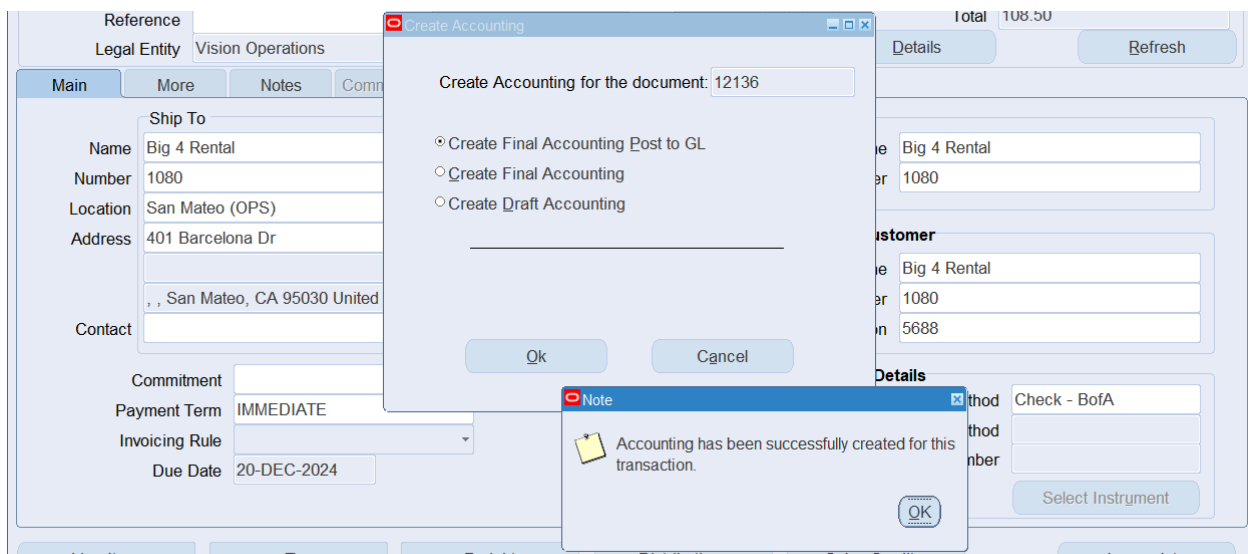 Reference
Total 108.50
Legal Entity Vision Operations
Details
Refresh
Main More Notes
Create Accounting
Create Accounting for the document: 12136
Create Final Accounting Post to GL
Create Final Accounting
Create Draft Accounting
Ok Cancel
Ship To
Name Big 4 Rental
Number 1080
Location San Mateo (OPS)
Address 401 Barcelona Dr
, , San Mateo, CA 95030 United
Contact
Big 4 Rental
1080
Big 4 Rental
1080
5688
Commitment
Payment Term IMMEDIATE
Invoicing Rule
Due Date 20-DEC-2024
Details
Check - BofA
Select Instrument
Note
Accounting has been successfully created for this
transaction.
OK